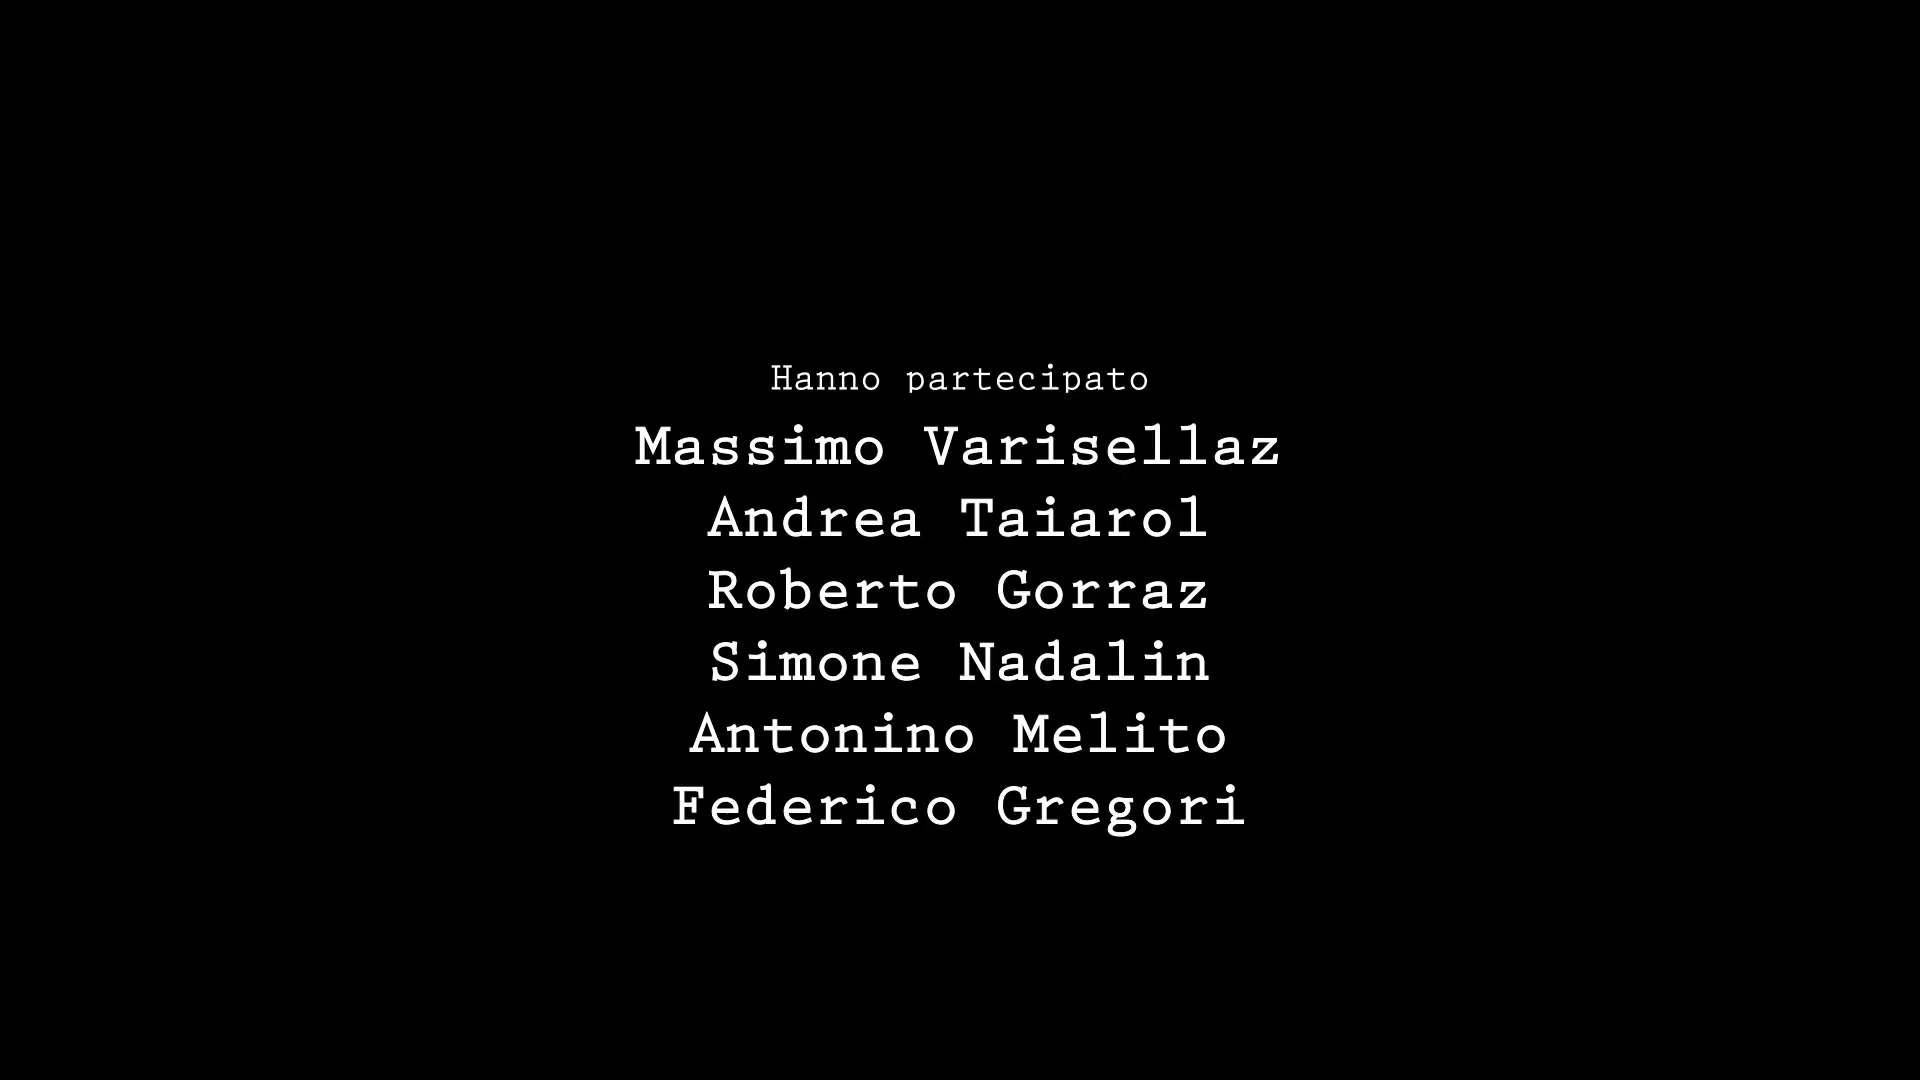 Hanno partecipato
Massimo Varisellaz
Andrea Taiarol
Roberto Gorraz
Simone Nadalin
Antonino Melito
Federico Gregori